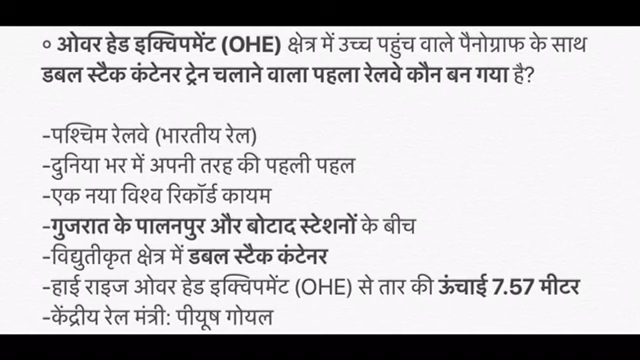 ० ओवर हेड इक्विपमेंट (OHE) क्षेत्र में उच्च पहुंच वाले पैनोग्राफ के साथ
डबल स्टैक कंटेनर ट्रेन चलाने वाला पहला रेलवे कौन बन गया है?
-पश्चिम रेलवे (भारतीय रेल)
-दुनिया भर में अपनी तरह की पहली पहल
-एक नया विश्व रिकॉर्ड कायम
-गुजरात के पालनपुर और बोटाद स्टेशनों के बीच
-विद्युतीकृत क्षेत्र में डबल स्टैक कंटेनर
-हाई राइज ओवर हेड इक्विपमेंट (OHE) से तार की ऊंचाई 7.57 मीटर
-केंद्रीय रेल मंत्री: पीयूष गोयल